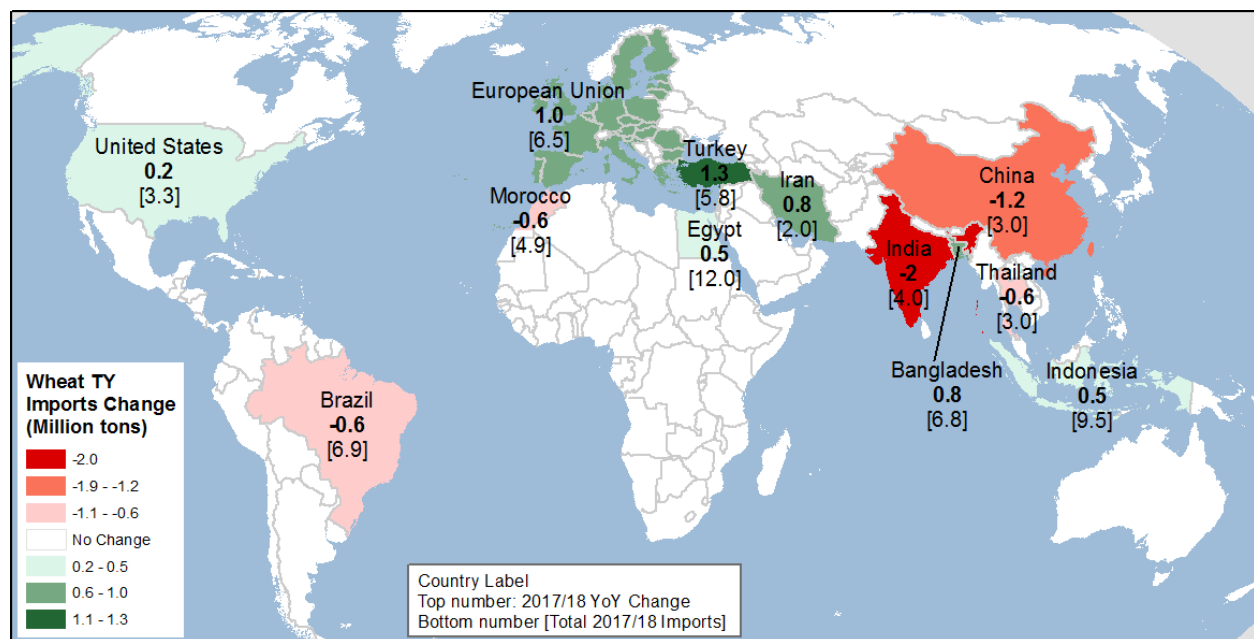 European Union
1.0
[6.5]
United States
0.2
[3.3]
Turkey
1.3
[5.8]
Iran
0.8
[2.0]
China
-1.2
[3.0]
Morocco
-0.6
[4.9]
Egypt
0.5
[12.0]
India
-2
[4.0]
Thailand
-0.6
[3.0]
Bangladesh
0.8
[6.8]
Indonesia
0.5
[9.5]
Brazil
-0.6
[6.9]
Wheat TY
Imports Change
(Million tons)
-2.0
-1.9 - -1.2
-1.1 - -0.6
No Change
0.2 - 0.5
0.6 - 1.0
1.1 - 1.3
Country Label
Top number: 2017/18 YoY Change
Bottom number [Total 2017/18 Imports]